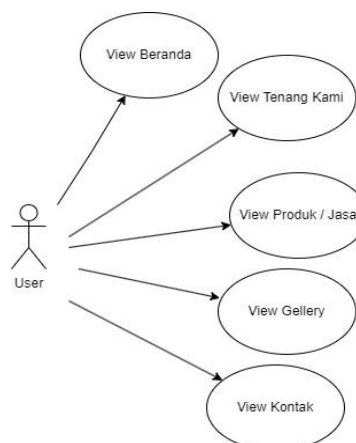 View Beranda
View Tenang Kami
View Produk / Jasa
User
View Gellery
View Kontak